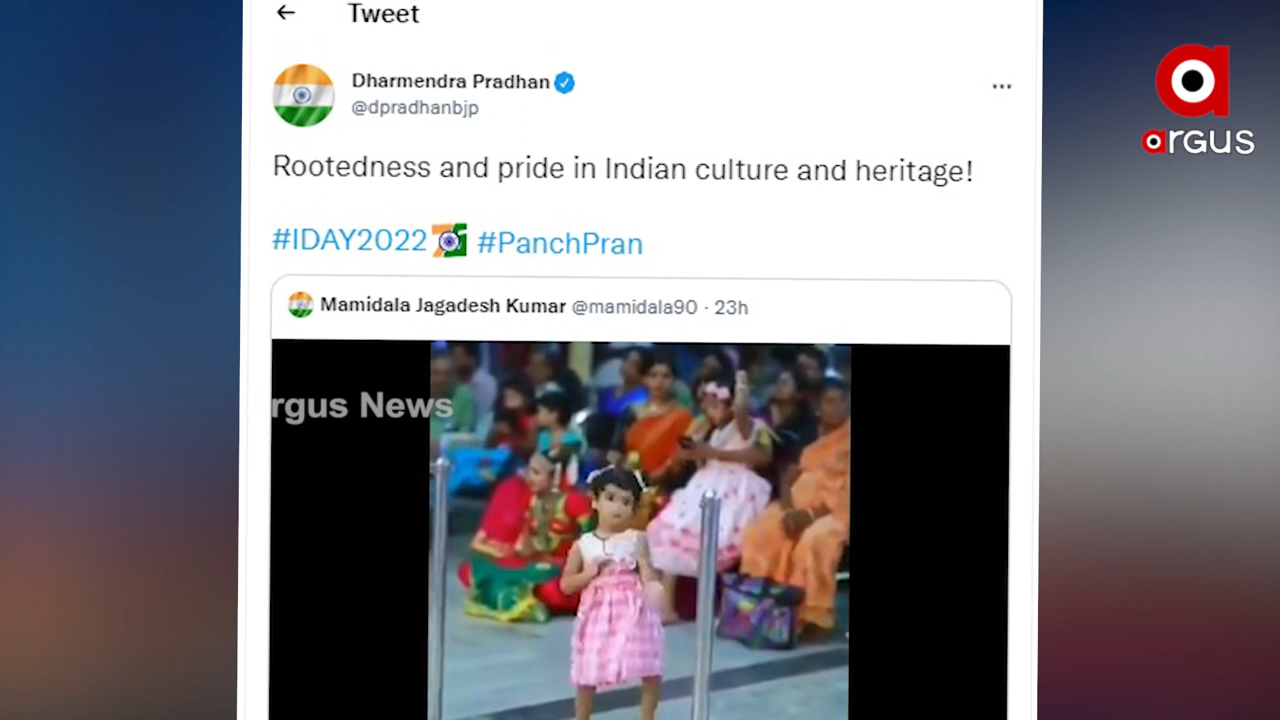 Tweet
Dharmendra Pradhan
@dpradhanbjp
argus
Rootedness and pride in Indian culture and heritage!
#IDAY2022 #PanchPran
Mamidala Jagadesh Kumar @mamidala90 · 23h
rgus News